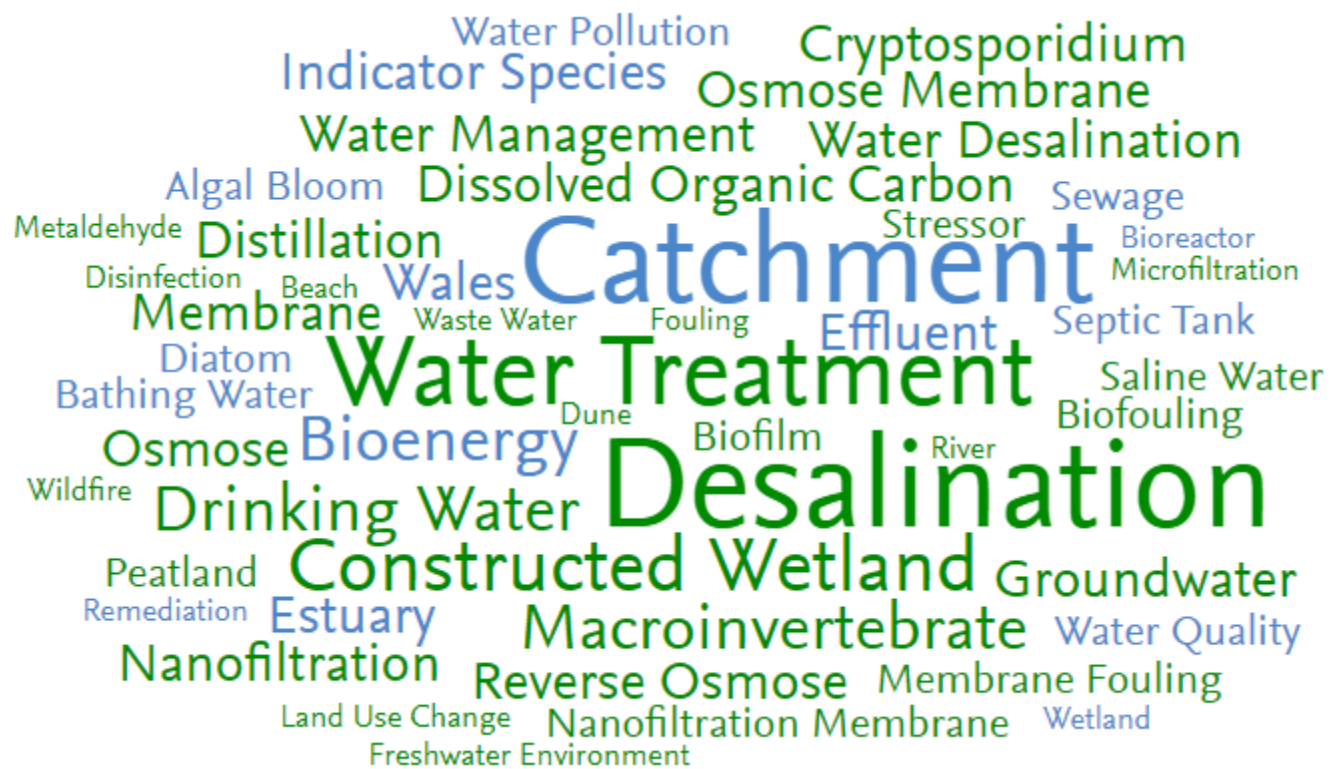 Water Pollution
Cryptosporidium
Indicator Species
Osmose Membrane
Water Management
Water Desalination
Algal Bloom
Dissolved Organic Carbon
Sewage
Metaldehyde
Distillation
Stressor
Catchment
Bioreactor
Disinfection
Beach
Wales
Microfiltration
Membrane
Waste Water
Fouling
Effluent
Septic Tank
Diatom
Water Treatment
Saline Water
Bathing Water
Dune
Biofouling
Osmose
Bioenergy
Biofilm
River
Wildfire
Drinking Water
Desalination
Peatland
Constructed Wetland
Groundwater
Remediation
Estuary
Macroinvertebrate
Water Quality
Nanofiltration
Reverse Osmose
Membrane Fouling
Land Use Change
Nanofiltration Membrane
Wetland
Freshwater Environment